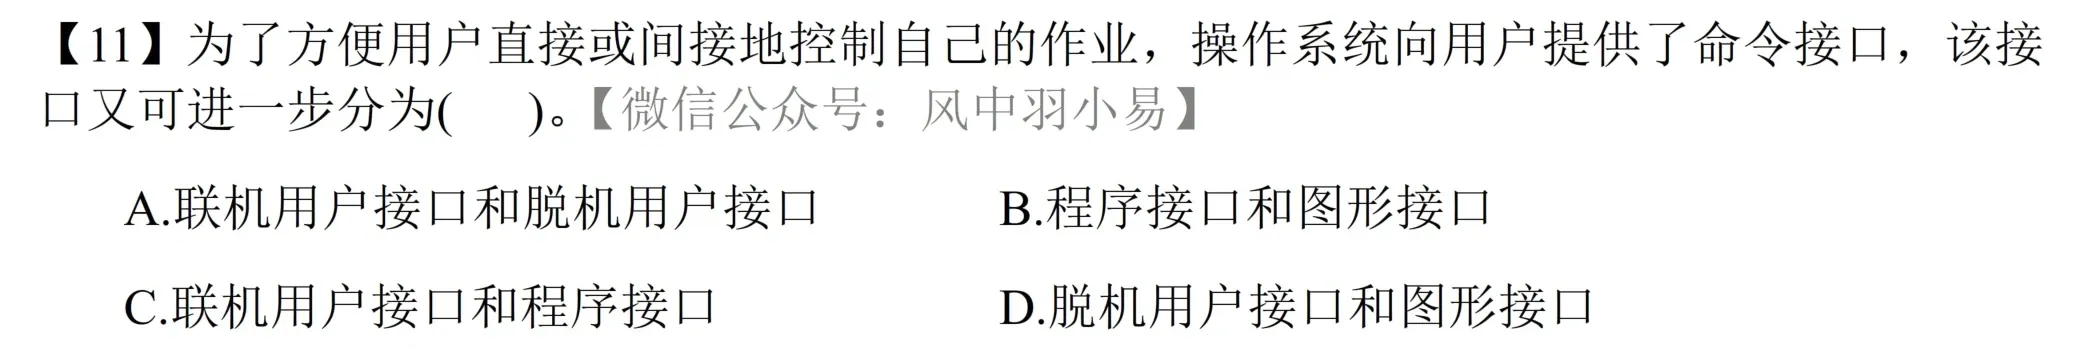 【11】为了方便用户直接或间接地控制自己的作业，操作系统向用户提供了命令接口，该接
口又可进一步分为(    )。【微信公众号：风中羽小易】
A.联机用户接口和脱机用户接口
B.程序接口和图形接口
C.联机用户接口和程序接口
D.脱机用户接口和图形接口